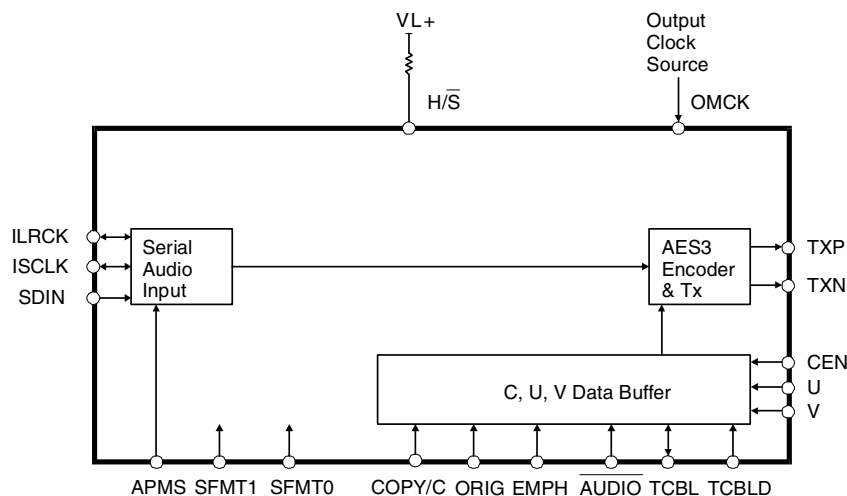 VL+
Output
Clock
Source
H/S̅
OMCK
ILRCK
ISCLK
SDIN
Serial
Audio
Input
AES3
Encoder
& Tx
TXP
TXN
C, U, V Data Buffer
CEN
U
V
APMS SFMT1 SFMT0 COPY/C ORIG EMPH A̅U̅D̅I̅O̅ TCBL TCBLD